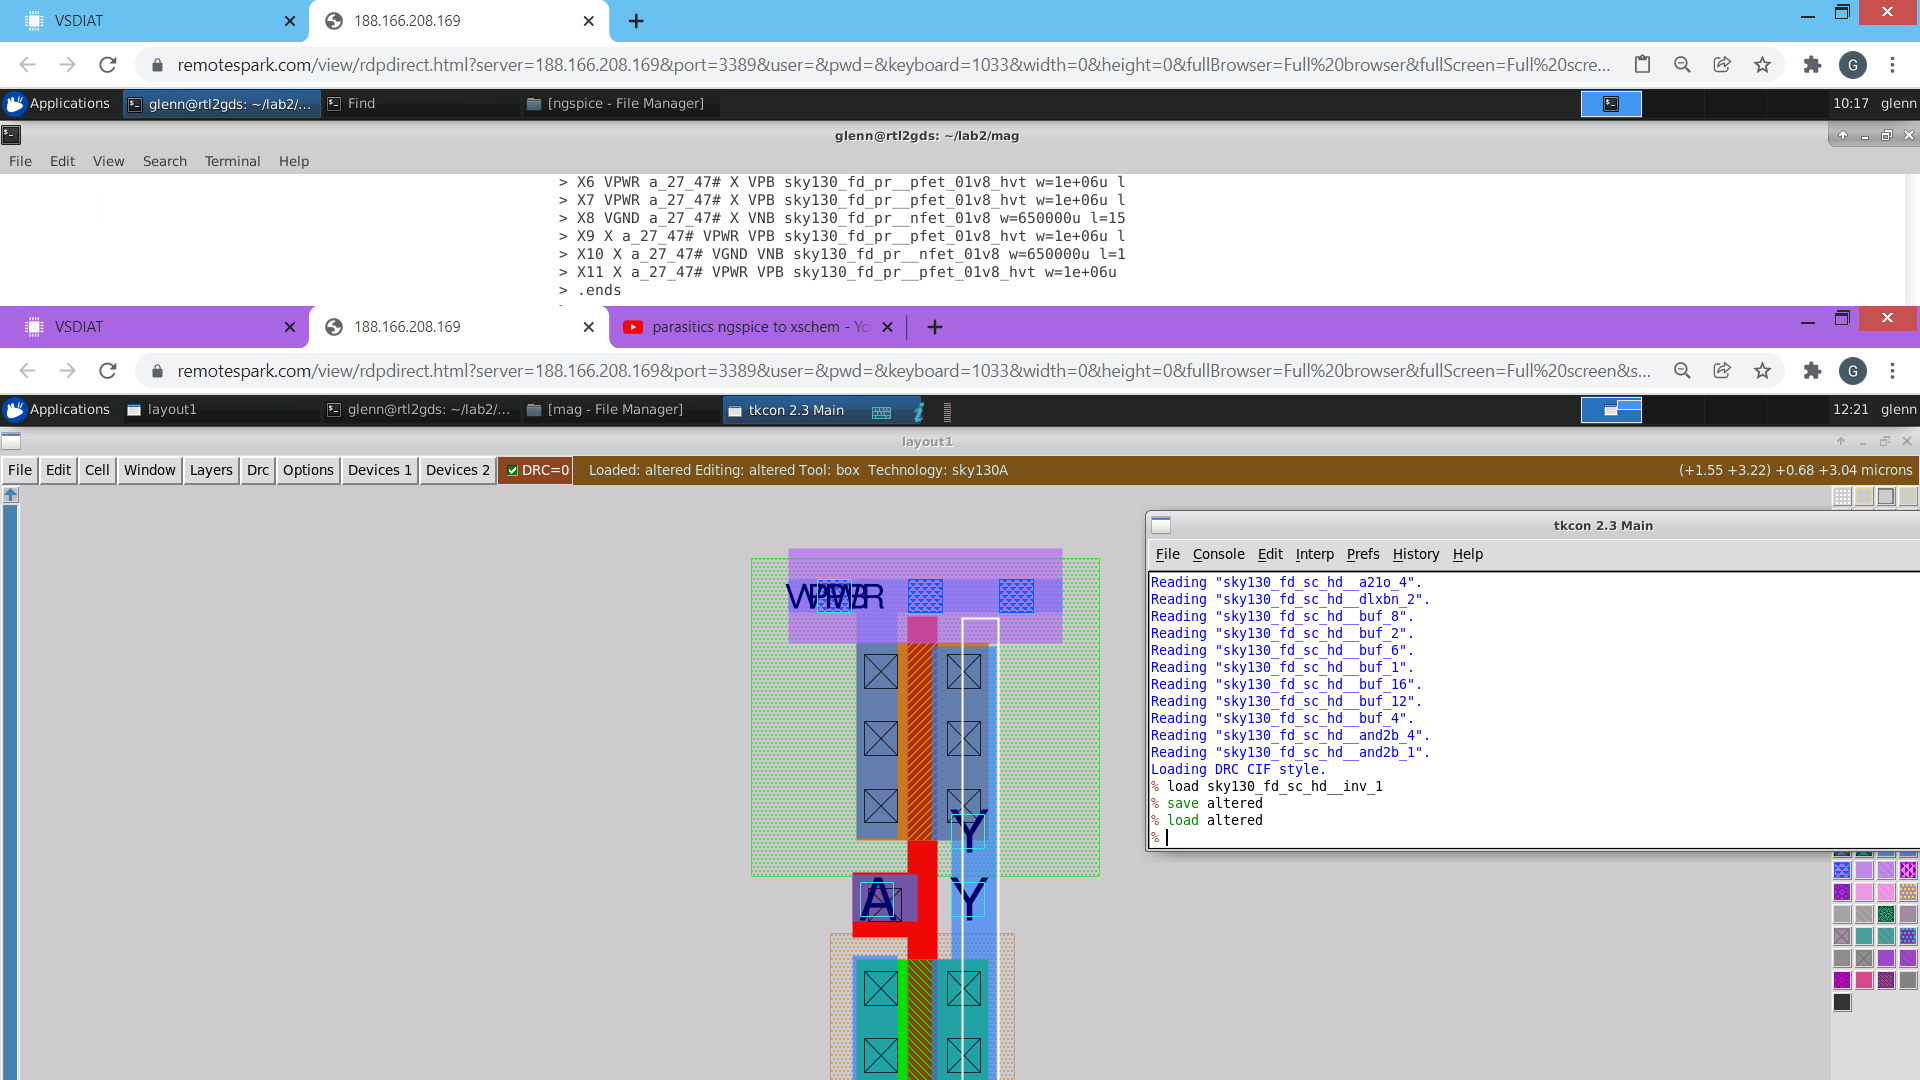 VSDIAT
188.166.208.169
remotespark.com/view/rdpdirect.html?server=188.166.208.169&port=3389&user=&pwd=&keyboard=1033&width=0&height=0&fullBrowser=Full%20browser&fullScreen=Full%20scre...
G
Applications
glenn@rtl2gds: ~/lab2/...
Find
[ngspice - File Manager]
10:17
glenn
glenn@rtl2gds: ~/lab2/mag
File Edit View Search Terminal Help
> X6 VPWR a_27_47# X VPB sky130_fd_pr__pfet_01v8_hvt w=1e+06u l
> X7 VPWR a_27_47# X VPB sky130_fd_pr__pfet_01v8_hvt w=1e+06u l
> X8 VGND a_27_47# X VNB sky130_fd_pr__nfet_01v8 w=650000u l=15
> X9 X a_27_47# VPWR VPB sky130_fd_pr__pfet_01v8_hvt w=1e+06u l
> X10 X a_27_47# VGND VNB sky130_fd_pr__nfet_01v8 w=650000u l=1
> X11 X a_27_47# VPWR VPB sky130_fd_pr__pfet_01v8_hvt w=1e+06u
> .ends
VSDIAT
188.166.208.169
parasitics ngspice to xschem - Yo
remotespark.com/view/rdpdirect.html?server=188.166.208.169&port=3389&user=&pwd=&keyboard=1033&width=0&height=0&fullBrowser=Full%20browser&fullScreen=Full%20screen&s...
G
Applications
layout1
glenn@rtl2gds: ~/lab2/...
[mag - File Manager]
tkcon 2.3 Main
12:21
glenn
layout1
File Edit Cell Window Layers Drc Options Devices 1 Devices 2 DRC=0 Loaded: altered Editing: altered Tool: box Technology: sky130A (+1.55 +3.22) +0.68 +3.04 microns
tkcon 2.3 Main
File Console Edit Interp Prefs History Help
Reading "sky130_fd_sc_hd__a21o_4".
Reading "sky130_fd_sc_hd__dlxbn_2".
Reading "sky130_fd_sc_hd__buf_8".
Reading "sky130_fd_sc_hd__buf_2".
Reading "sky130_fd_sc_hd__buf_6".
Reading "sky130_fd_sc_hd__buf_1".
Reading "sky130_fd_sc_hd__buf_16".
Reading "sky130_fd_sc_hd__buf_12".
Reading "sky130_fd_sc_hd__buf_4".
Reading "sky130_fd_sc_hd__and2b_4".
Reading "sky130_fd_sc_hd__and2b_1".
Loading DRC CIF style.
% load sky130_fd_sc_hd__inv_1
% save altered
% load altered
%
Y
A
Y